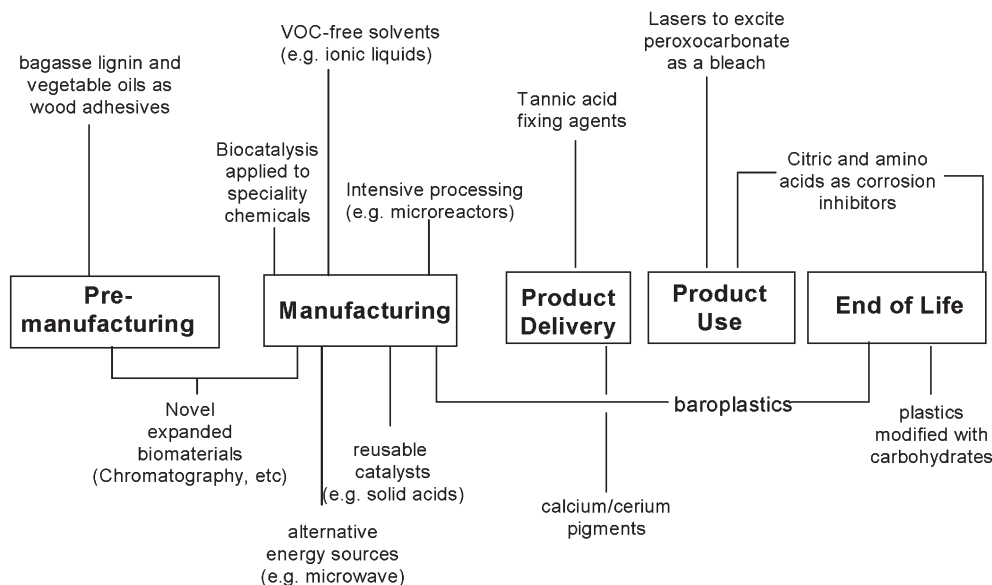 VOC-free solvents
(e.g. ionic liquids)
Lasers to excite
peroxocarbonate
as a bleach
bagasse lignin and
vegetable oils as
wood adhesives
Tannic acid
fixing agents
Biocatalysis
applied to
speciality
chemicals
Intensive processing
(e.g. microreactors)
Citric and amino
acids as corrosion
inhibitors
Pre-
manufacturing
Manufacturing
Product
Delivery
Product
Use
End of Life
Novel
expanded
biomaterials
(Chromatography, etc)
reusable
catalysts
(e.g. solid acids)
alternative
energy sources
(e.g. microwave)
baroplastics
calcium/cerium
pigments
plastics
modified with
carbohydrates